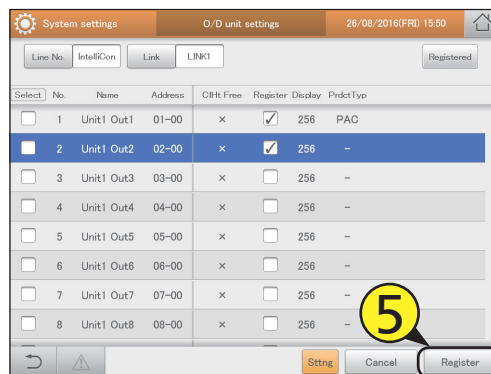 System settings O/D unit settings 26/08/2016(FRI) 15:50
Line No. IntelliCon Link LINK1 Registered
Select No. Name Address ClHt Free Register Display PrdctTyp
1 Unit1 Out1 01-00 × ✓ 256 PAC
2 Unit1 Out2 02-00 × ✓ 256 -
3 Unit1 Out3 03-00 × 256 -
4 Unit1 Out4 04-00 × 256 -
5 Unit1 Out5 05-00 × 256 -
6 Unit1 Out6 06-00 × 256 -
7 Unit1 Out7 07-00 × 256 -
8 Unit1 Out8 08-00 × 256 -
5
Sttng Cancel Register